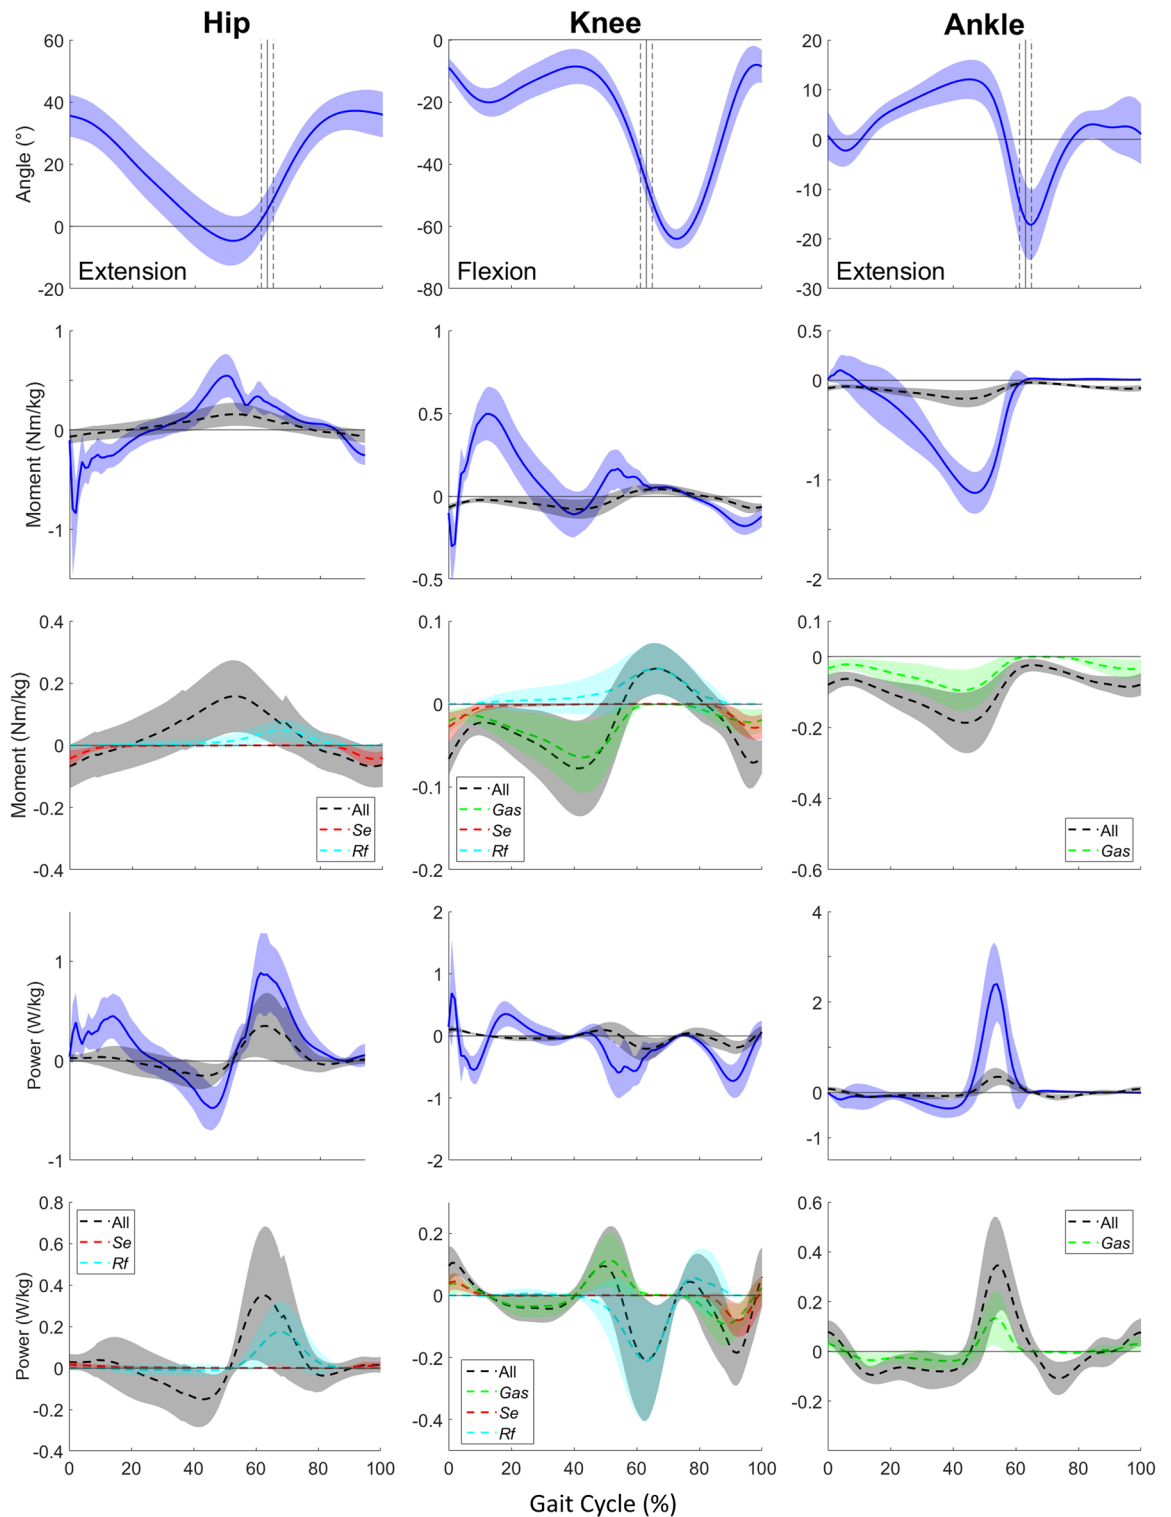 Hip Knee Ankle
60 0 20
40 -20 10
20 -40 0
0 -60 -10
-20 -80 -20
-30
Angle (°)
Extension Flexion Extension
1 1 0.5
0 0.5 0
-1 0 -1
-0.5 -2
Moment (Nm/kg)
0.4 0.1 0.1
0.2 0 0
0 -0.1 -0.2
-0.2 -0.2 -0.4
-0.4 -0.6
Moment (Nm/kg)
All
Se
Rf
All
Gas
Se
Rf
All
Gas
1 2 4
0 1 2
-1 0 0
-1 -1
-2
Power (W/kg)
0.8 0.2 0.6
0.6 0 0.4
0.4 -0.2 0.2
0.2 -0.4 0
0 -0.2
-0.2
-0.4
Power (W/kg)
All
Se
Rf
All
Gas
Se
Rf
All
Gas
0 20 40 60 80 100 0 20 40 60 80 100 0 20 40 60 80 100
Gait Cycle (%)